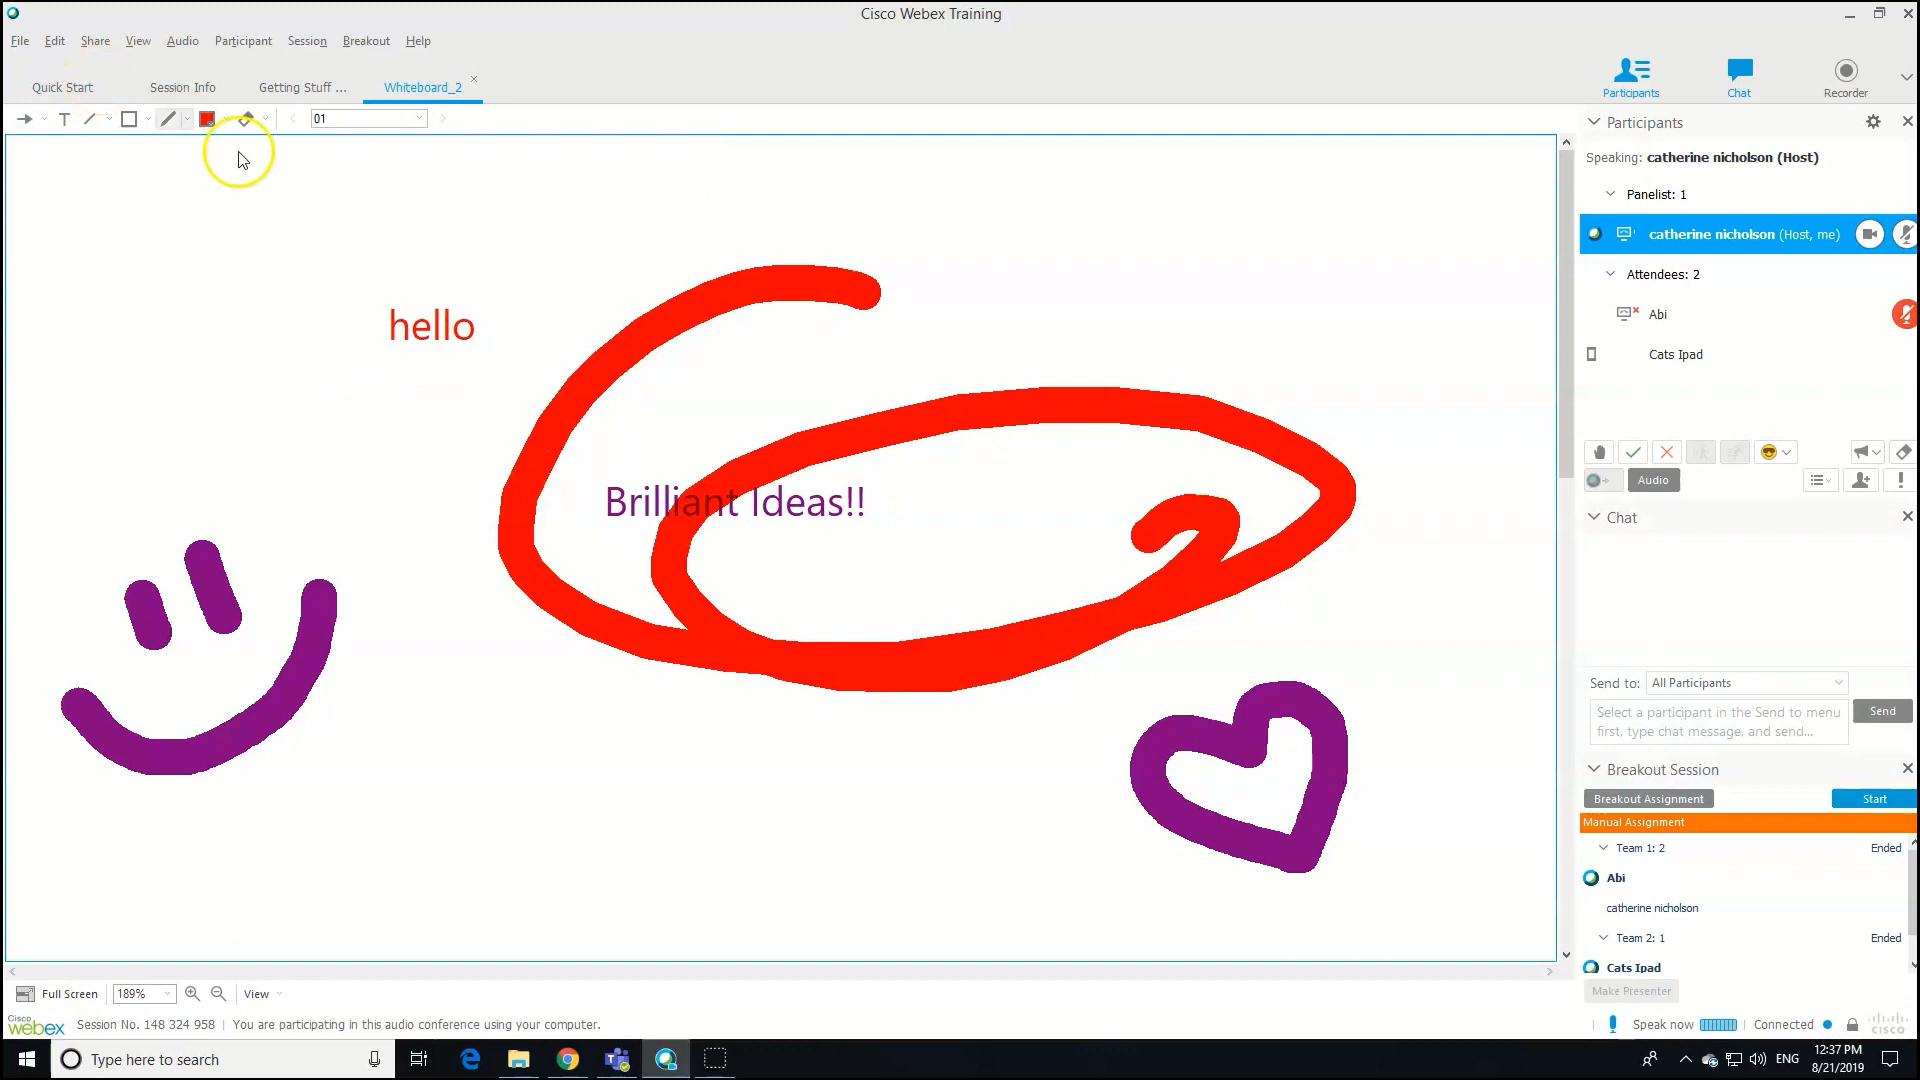 Cisco Webex Training
File Edit Share View Audio Participant Session Breakout Help
Quick Start Session Info Getting Stuff ... Whiteboard_2
Participants Chat Recorder
01
hello
Brilliant Ideas!!
Participants
Speaking: catherine nicholson (Host)
Panelist: 1
catherine nicholson (Host, me)
Attendees: 2
Abi
Cats Ipad
Audio
Chat
Send to: All Participants
Select a participant in the Send to menu
first, type chat message, and send...
Send
Breakout Session
Breakout Assignment Start
Manual Assignment
Team 1: 2 Ended
Abi
catherine nicholson
Team 2: 1 Ended
Cats Ipad
Make Presenter
Full Screen 189% View
Cisco
webex Session No. 148 324 958 | You are participating in this audio conference using your computer.
Speak now Connected
cisco
Type here to search
ENG 12:37 PM
8/21/2019